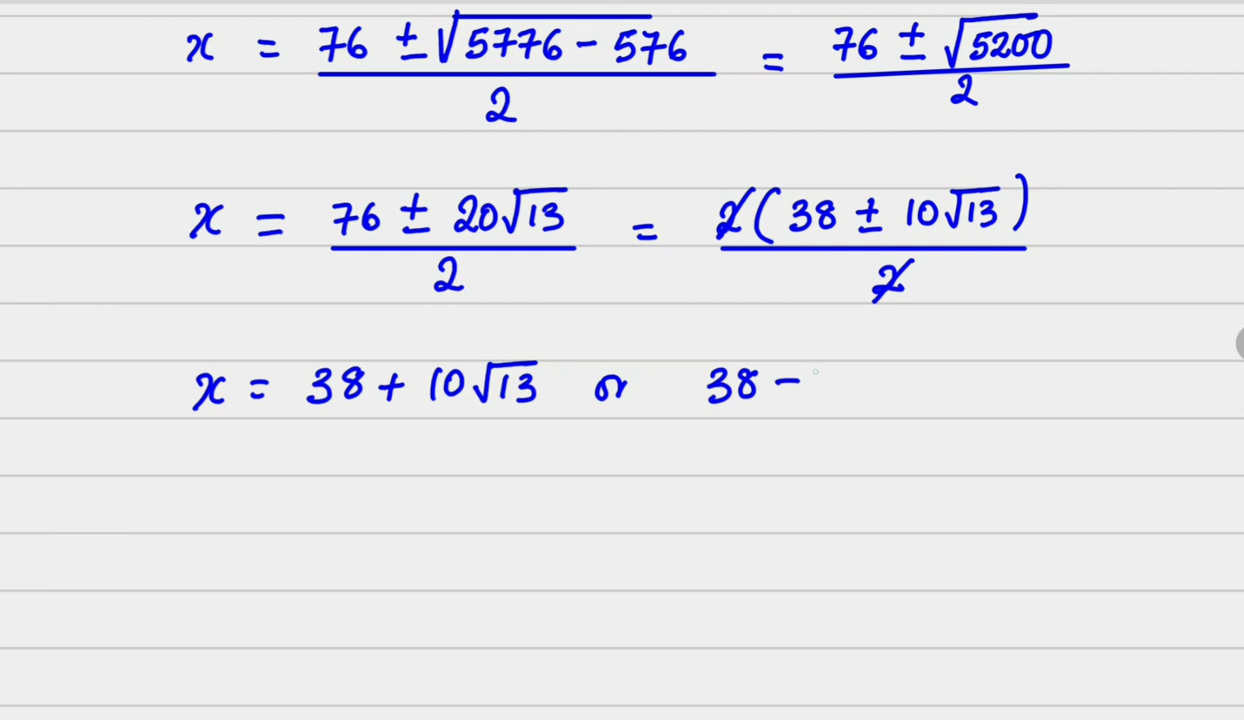 x = (76 ± √(5776 - 576))/2 = (76 ± √5200)/2
x = (76 ± 20√13)/2 = 2(38 ± 10√13)/2
x = 38 + 10√13 or 38 -